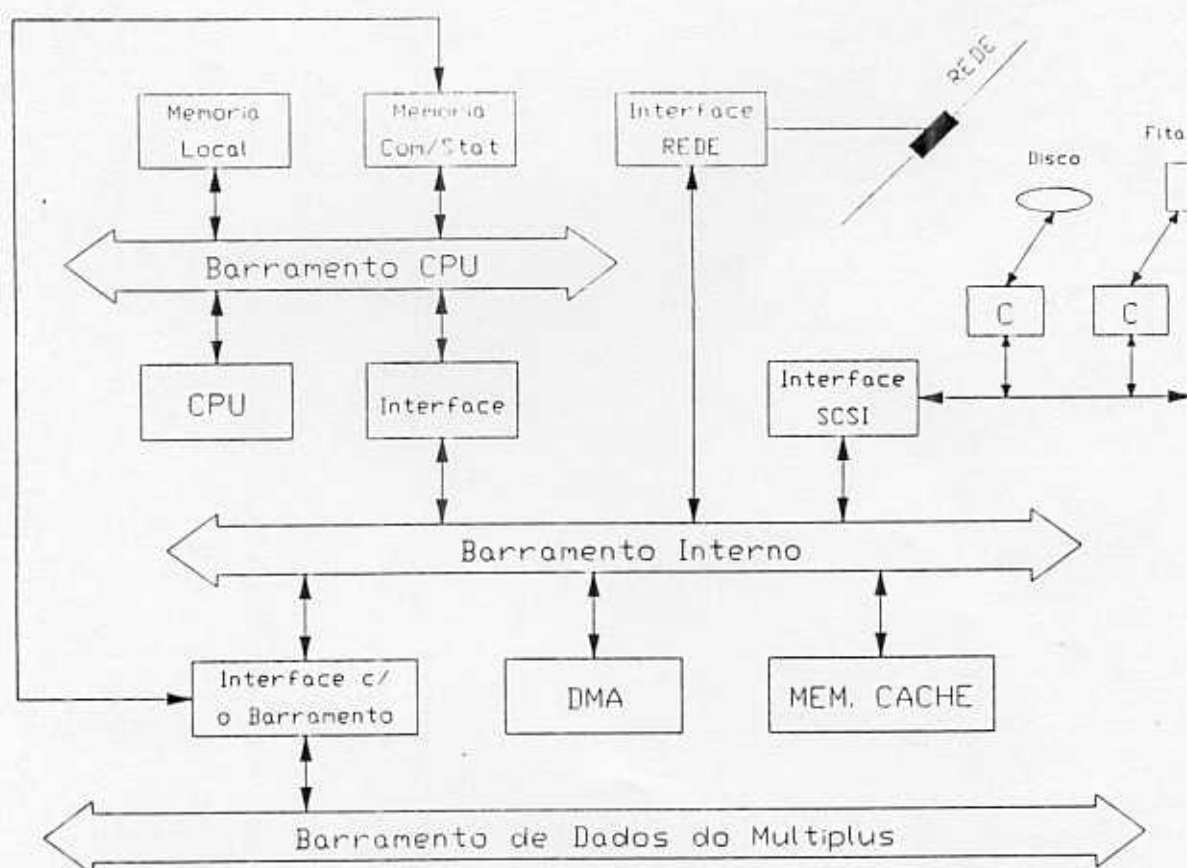 REDE
Memoria
Local
Memoria
Com/Stat
Interface
REDE
Disco
Fita
Barramento CPU
C
C
CPU
Interface
Interface
SCSI
Barramento Interno
Interface c/
o Barramento
DMA
MEM. CACHE
Barramento de Dados do Multiplus